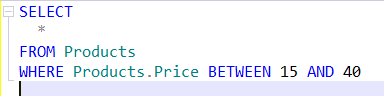 SELECT
*
FROM Products
WHERE Products.Price BETWEEN 15 AND 40